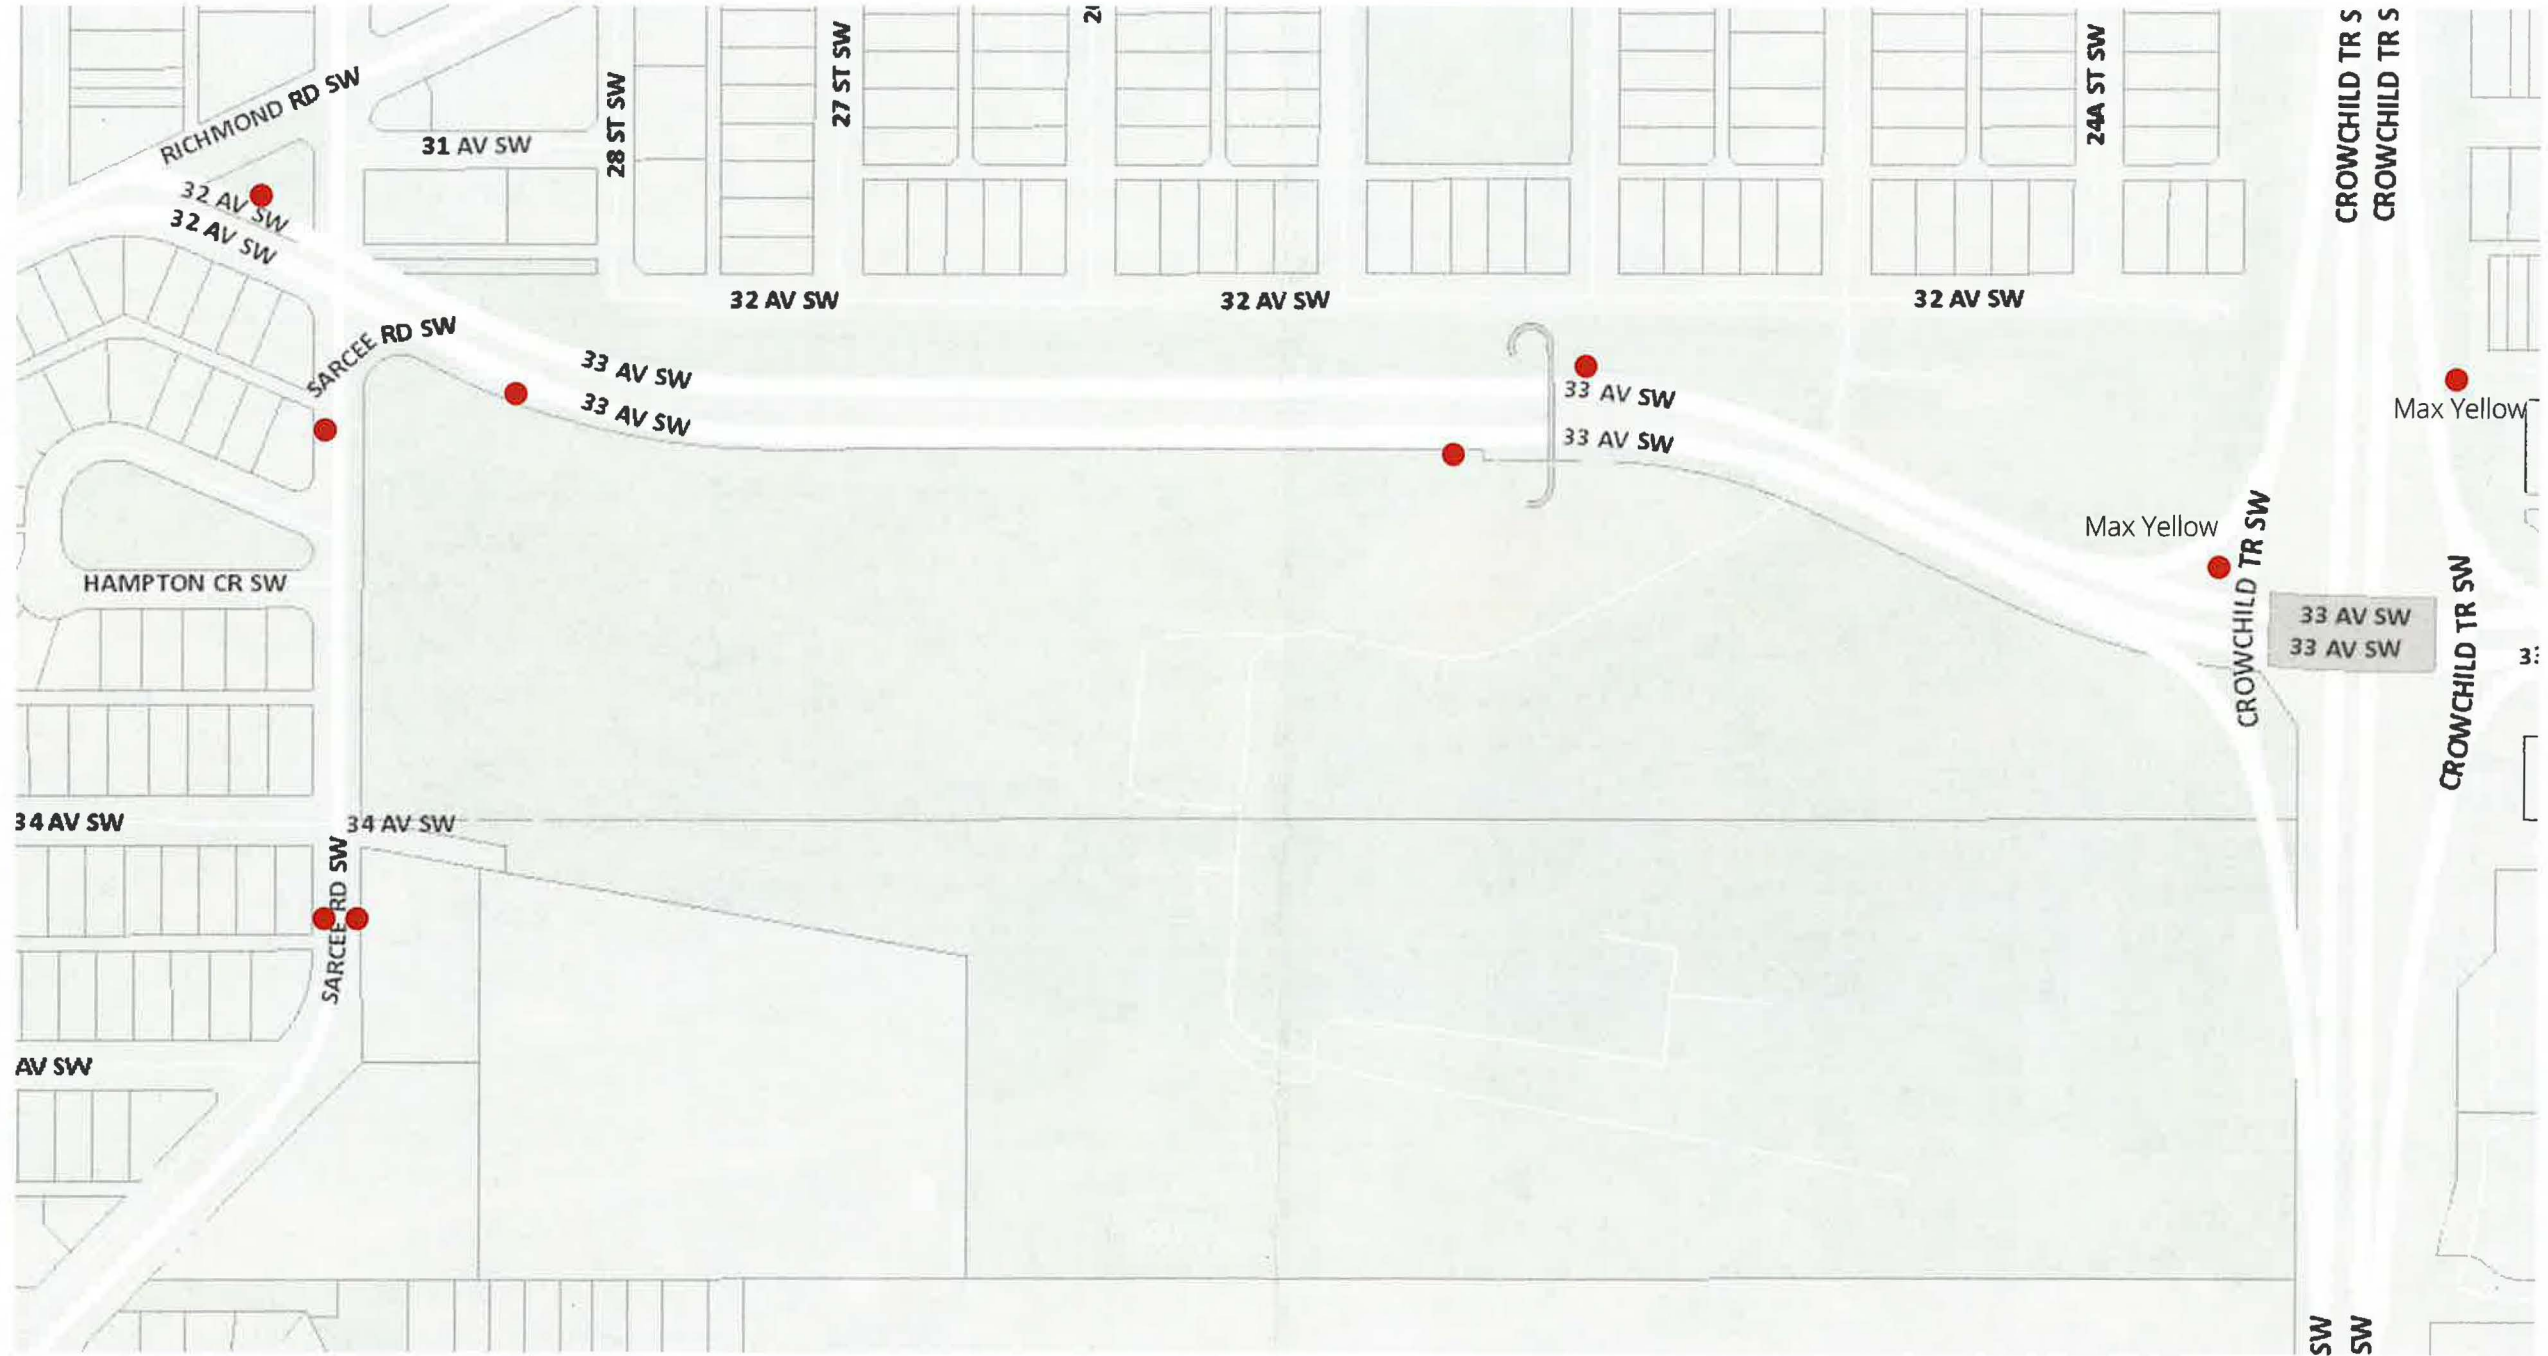 CROWCHILD TR S
CROWCHILD TR S
27 ST SW
24A ST SW
28 ST SW
RICHMOND RD SW
31 AV SW
32 AV SW
32 AV SW
32 AV SW
32 AV SW
32 AV SW
SARCEE RD SW
33 AV SW
33 AV SW
33 AV SW
33 AV SW
Max Yellow
Max Yellow
CROWCHILD TR SW
CROWCHILD TR SW
HAMPTON CR SW
33 AV SW
33 AV SW
34 AV SW
34 AV SW
SARCEE RD SW
AV SW
SW
SW